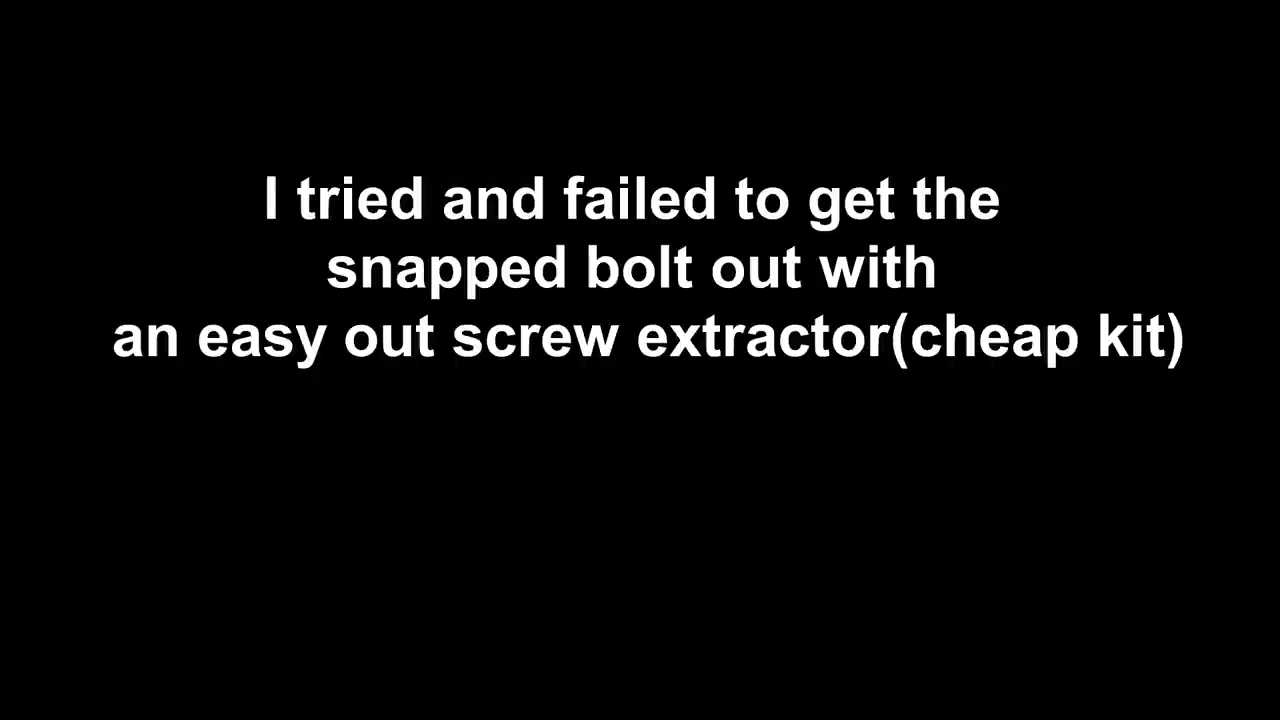 I tried and failed to get the
snapped bolt out with
an easy out screw extractor(cheap kit)